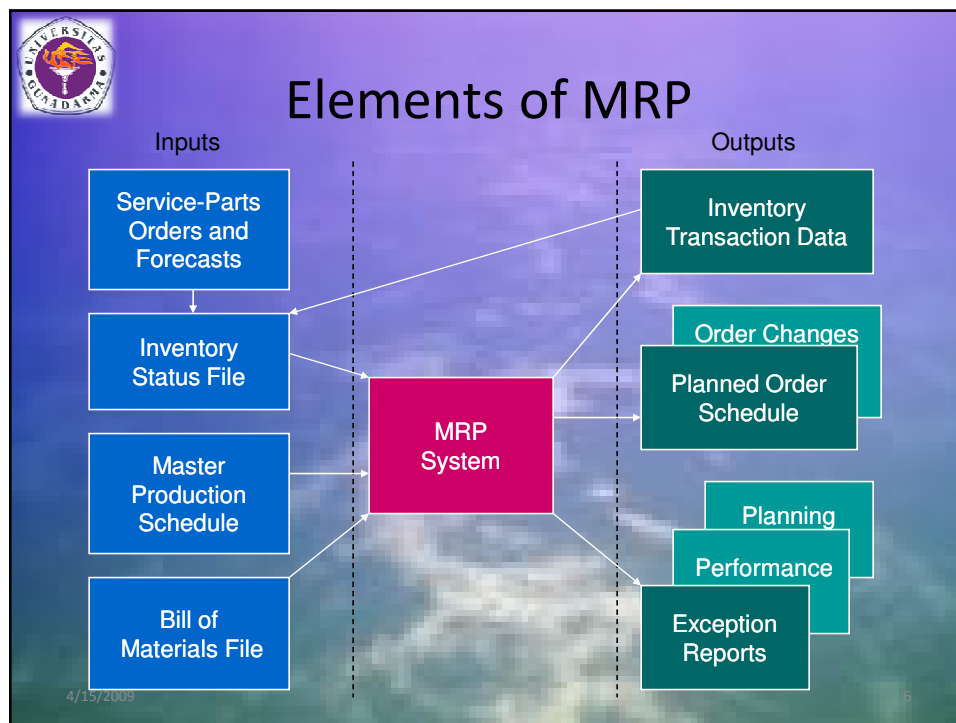 UNIVERSITAS
GUNADARMA
Elements of MRP
Inputs
Outputs
Service-Parts
Orders and
Forecasts
Inventory
Status File
Master
Production
Schedule
Bill of
Materials File
MRP
System
Inventory
Transaction Data
Order Changes
Planned Order
Schedule
Planning
Performance
Exception
Reports
4/15/2009
6